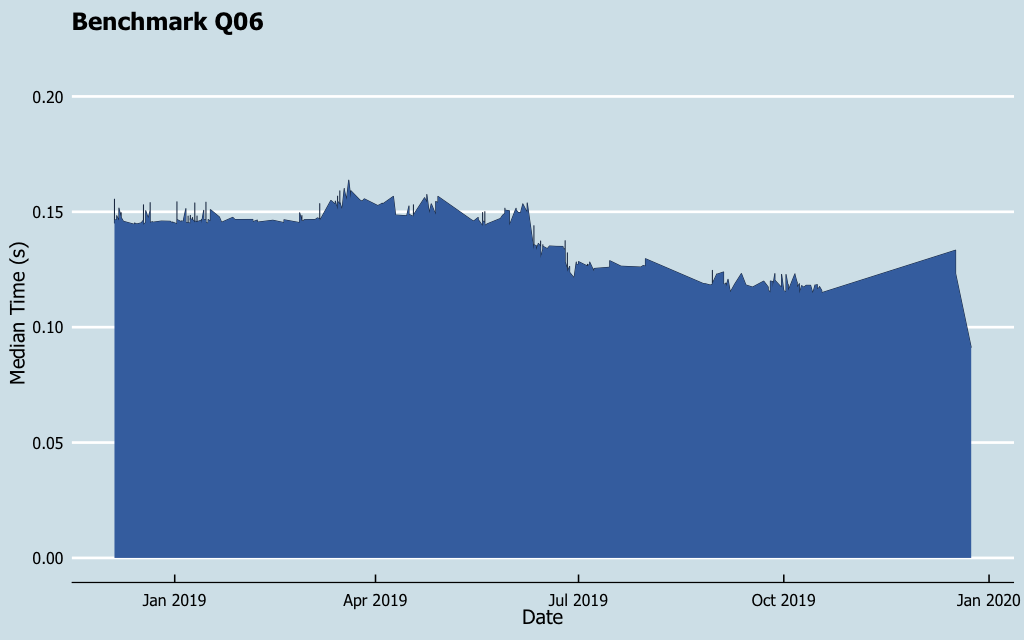 Benchmark Q06
0.20
0.15
0.10
0.05
0.00
Median Time (s)
Jan 2019
Apr 2019
Jul 2019
Oct 2019
Jan 2020
Date